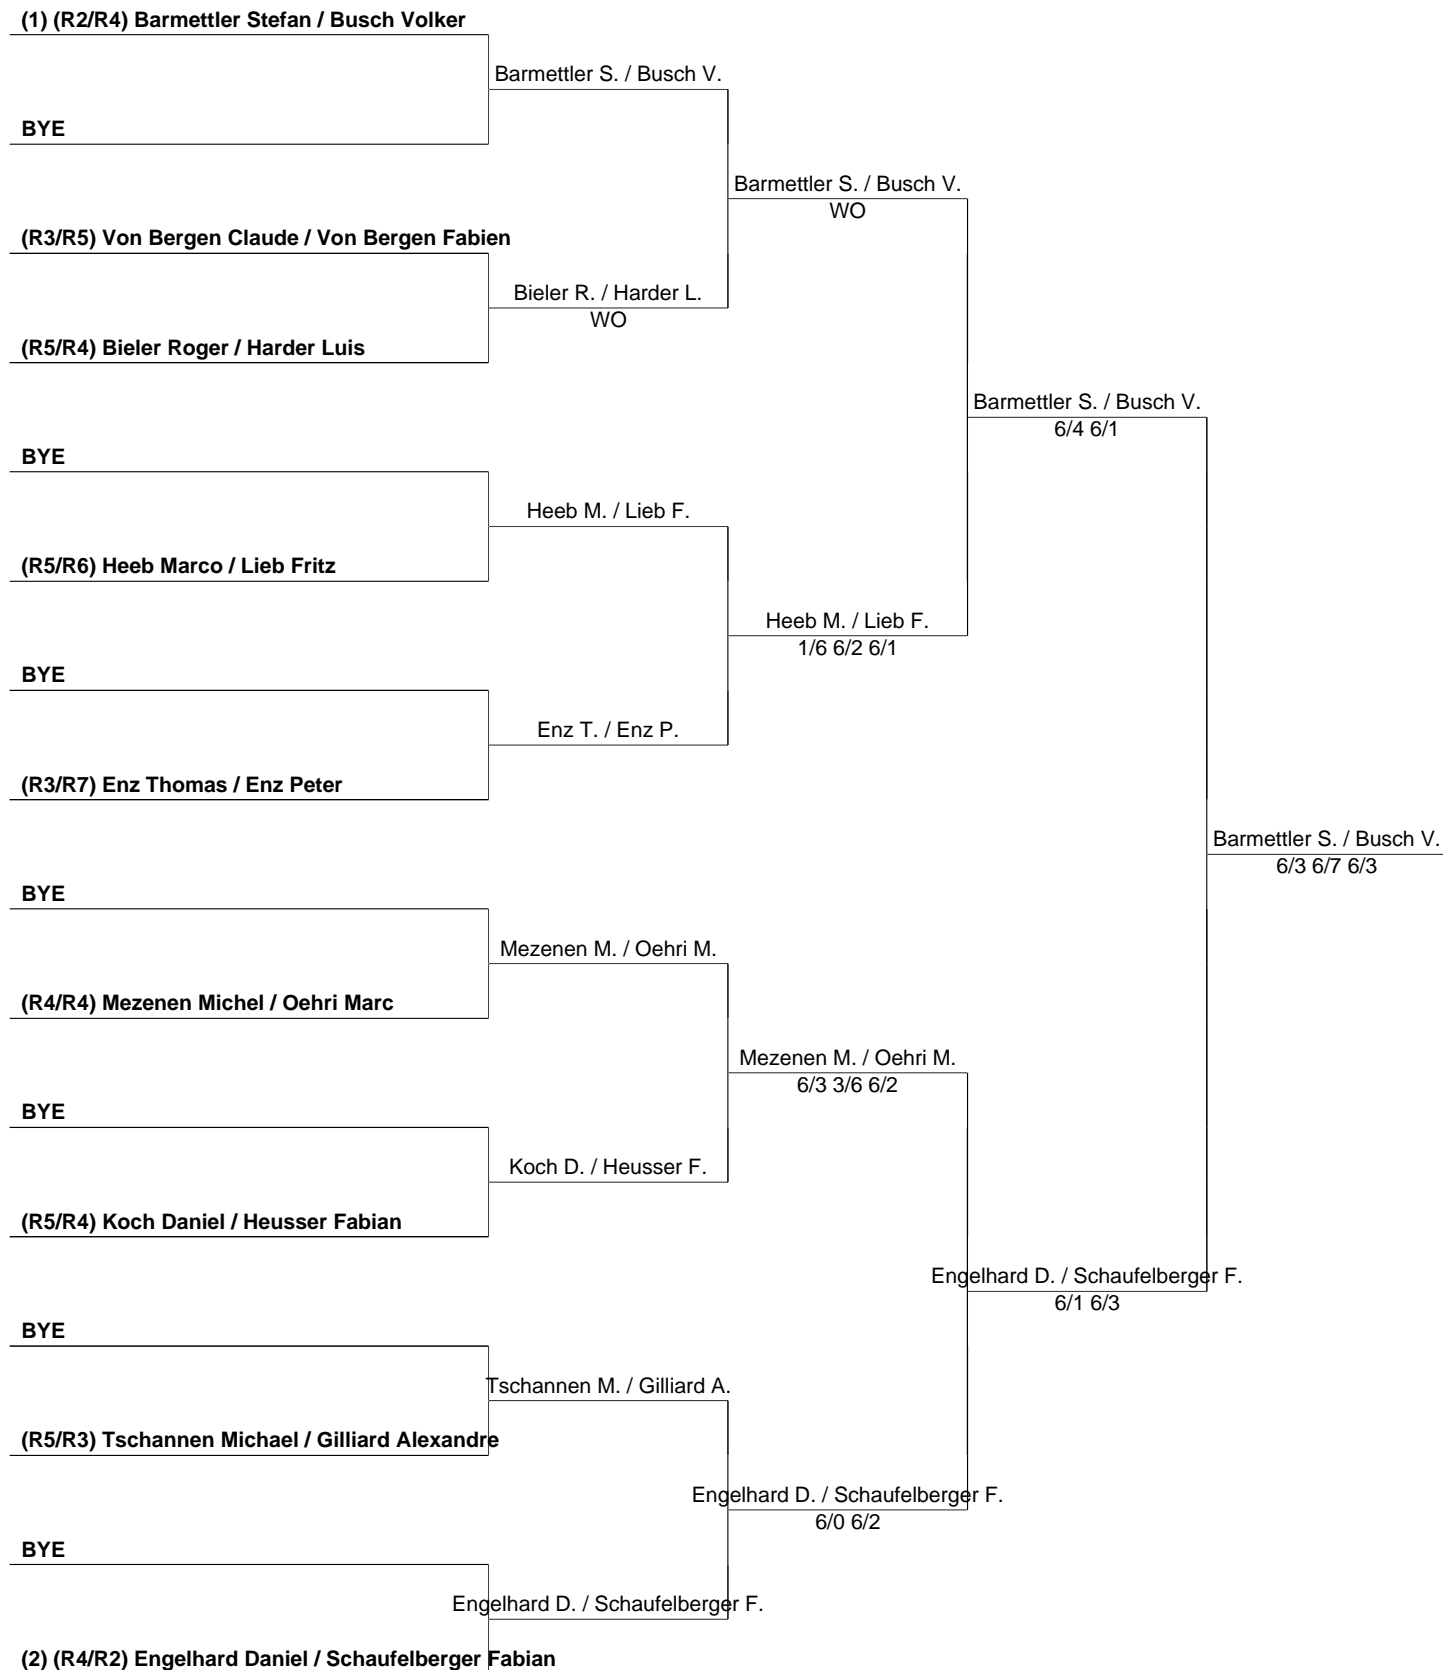 (1) (R2/R4) Barmettler Stefan / Busch Volker
Barmettler S. / Busch V.
BYE
Barmettler S. / Busch V.
WO
(R3/R5) Von Bergen Claude / Von Bergen Fabien
Bieler R. / Harder L.
WO
(R5/R4) Bieler Roger / Harder Luis
Barmettler S. / Busch V.
6/4 6/1
BYE
Heeb M. / Lieb F.
(R5/R6) Heeb Marco / Lieb Fritz
Heeb M. / Lieb F.
1/6 6/2 6/1
BYE
Enz T. / Enz P.
(R3/R7) Enz Thomas / Enz Peter
Barmettler S. / Busch V.
6/3 6/7 6/3
BYE
Mezenen M. / Oehri M.
(R4/R4) Mezenen Michel / Oehri Marc
Mezenen M. / Oehri M.
6/3 3/6 6/2
BYE
Koch D. / Heusser F.
(R5/R4) Koch Daniel / Heusser Fabian
Engelhard D. / Schaufelberger F.
6/1 6/3
BYE
Tschannen M. / Gilliard A.
(R5/R3) Tschannen Michael / Gilliard Alexandre
Engelhard D. / Schaufelberger F.
6/0 6/2
BYE
Engelhard D. / Schaufelberger F.
(2) (R4/R2) Engelhard Daniel / Schaufelberger Fabian